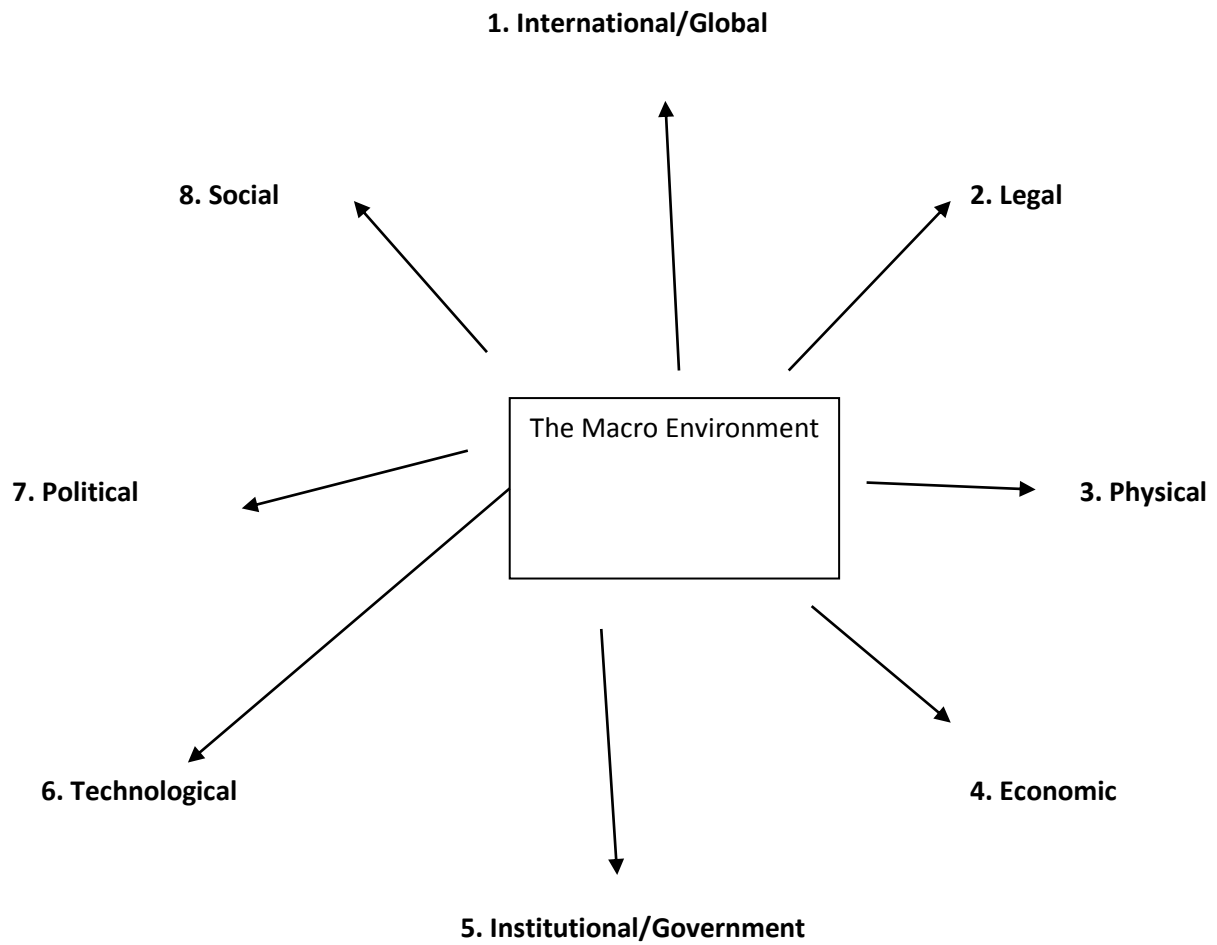 1. International/Global
8. Social
2. Legal
The Macro Environment
7. Political
3. Physical
6. Technological
4. Economic
5. Institutional/Government